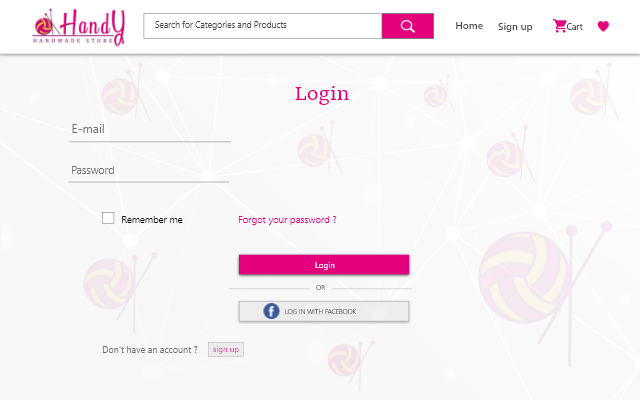 Handy
HANDMADE STORE
Search for Categories and Products
Home
Sign up
Cart
Login
E-mail
Password
Remember me
Forgot your password ?
Login
OR
f
LOG IN WITH FACEBOOK
Don't have an account ?
sign up